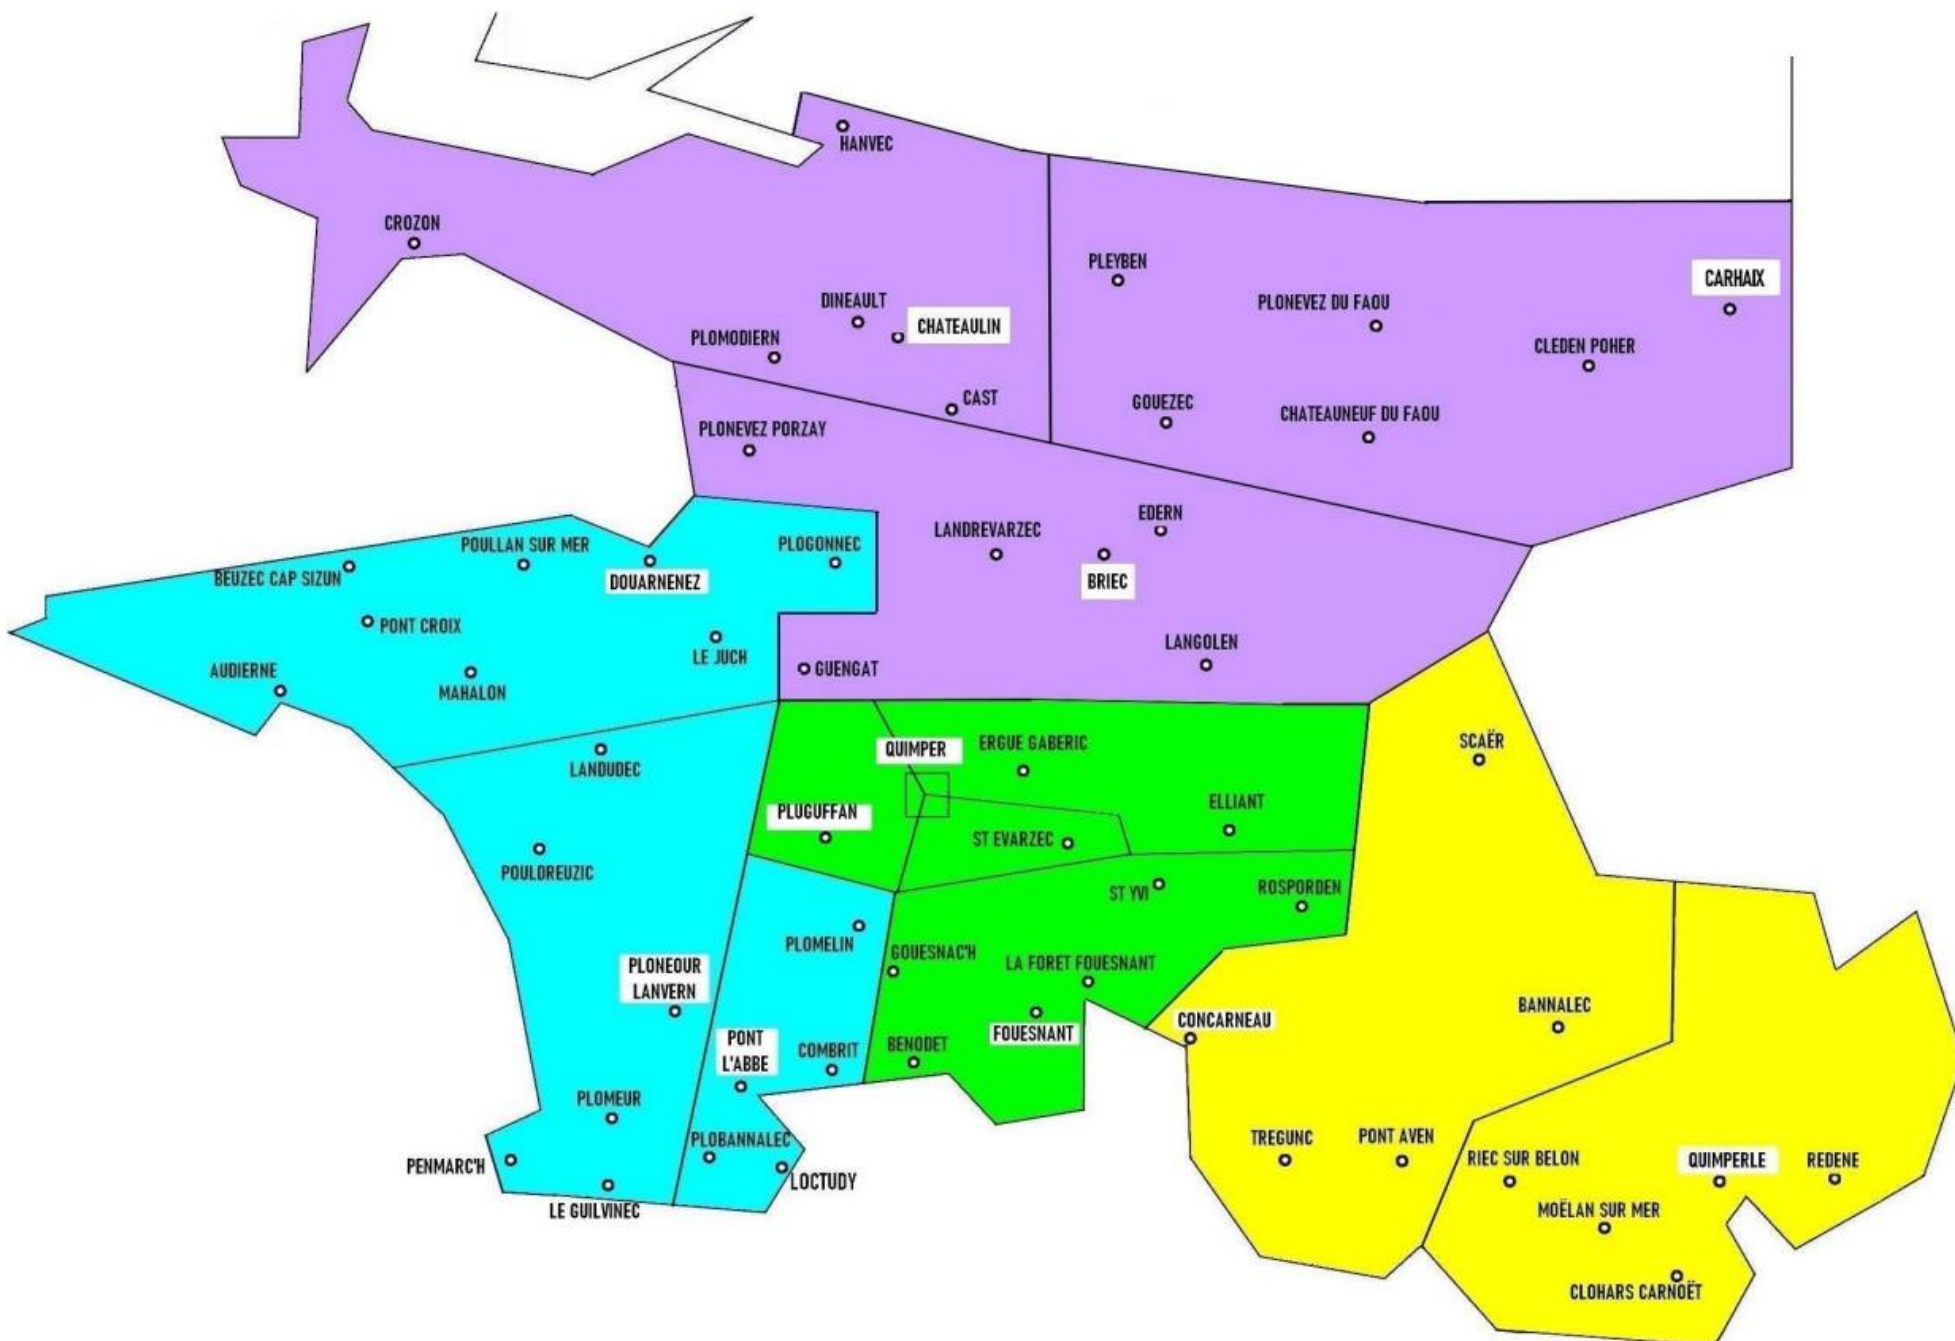 HANVEC
CROZON
PLEYBEN
CARHAIX
DINEAULT
PLONEVEZ DU FAOU
CHATEAULIN
PLOMODIERN
CLEDEN POHER
CAST
GOUEZEC
CHATEAUNEUF DU FAOU
PLONEVEZ PORZAY
EDERN
LANDREVARZEC
POULLAN SUR MER
PLOGONNEC
BEUZEC CAP SIZUN
DOUARNENEZ
BRIEC
PONT CROIX
LANGOLEN
LE JUCH
AUDIERNE
GUENGAT
MAHALON
SCAËR
ERGUE GABERIC
QUIMPER
LANDUDEC
ELLIANT
PLUGUFFAN
ST EVARZEC
POULDREUZIC
ROSPORDEN
ST YVI
PLOMELIN
GOUESNAC'H
LA FORET FOUESNANT
PLONEOUR
LANVERN
BANNALEC
CONCARNEAU
FOUESNANT
PONT
L'ABBE
BENODET
COMBRIT
PLOMEUR
PLOBANNALEC
TREGUNC
PONT AVEN
RIEC SUR BELON
QUIMPERLE
REDENE
PENMARC'H
LOCTUDY
LE GUILVINEC
MOËLAN SUR MER
CLOHARS CARNOËT